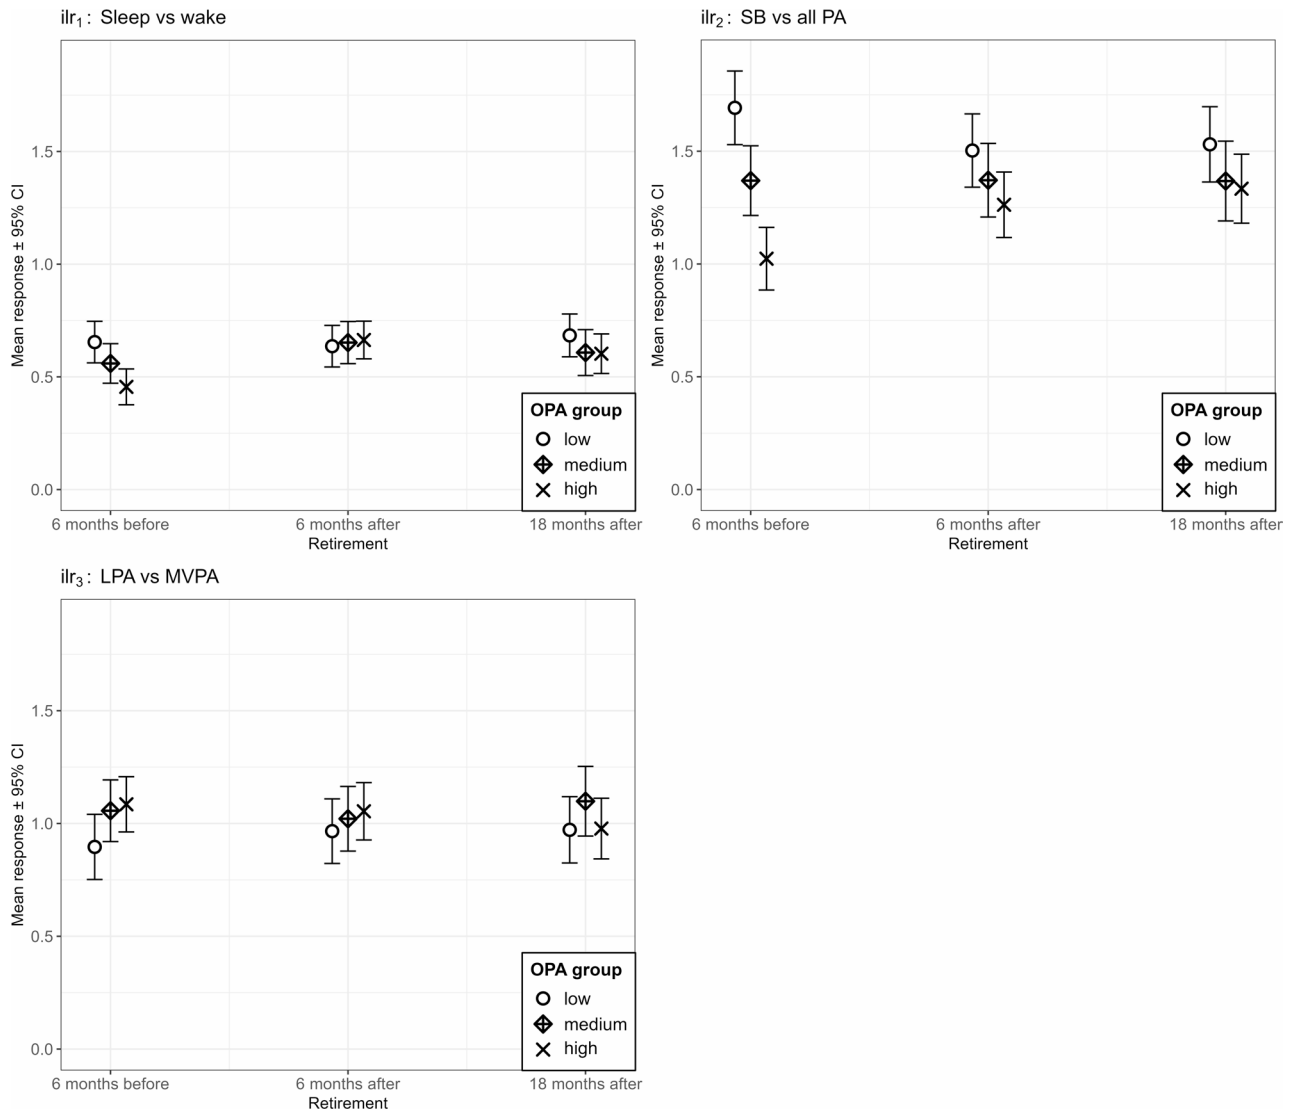 ilr₁: Sleep vs wake
Mean response ± 95% CI
1.5
1.0
0.5
0.0
6 months before
6 months after
18 months after
Retirement
OPA group
low
medium
high
ilr₂: SB vs all PA
Mean response ± 95% CI
1.5
1.0
0.5
0.0
6 months before
6 months after
18 months after
Retirement
OPA group
low
medium
high
ilr₃: LPA vs MVPA
Mean response ± 95% CI
1.5
1.0
0.5
0.0
6 months before
6 months after
18 months after
Retirement
OPA group
low
medium
high